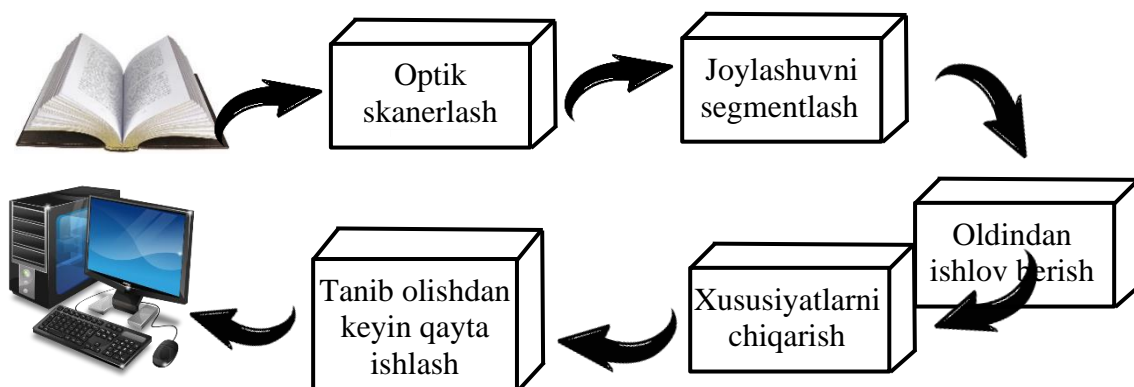 Optik
skanerlash
Joylashuvni
segmentlash
Oldindan
ishlov berish
Xususiyatlarni
chiqarish
Tanib olishdan
keyin qayta
ishlash